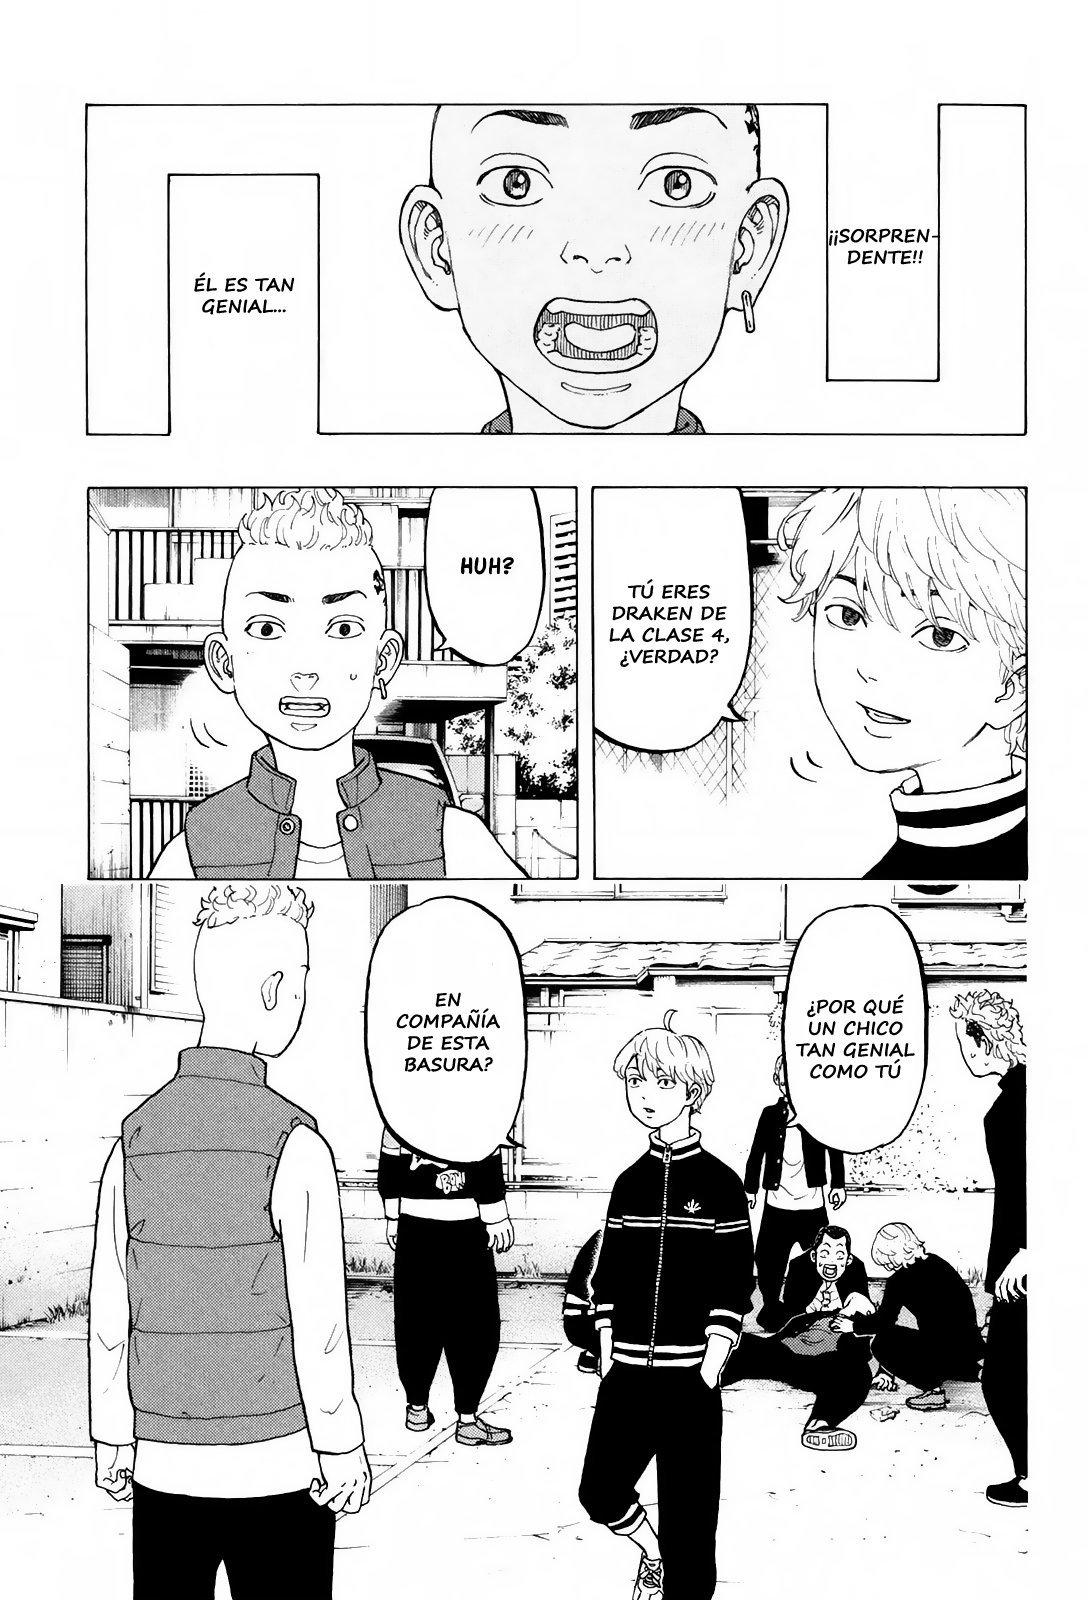 ¡¡SORPREN-
DENTE!!
ÉL ES TAN
GENIAL...
TÚ ERES
DRAKEN DE
LA CLASE 4,
¿VERDAD?
HUH?
¿POR QUÉ
UN CHICO
TAN GENIAL
COMO TÚ
EN
COMPAÑÍA
DE ESTA
BASURA?